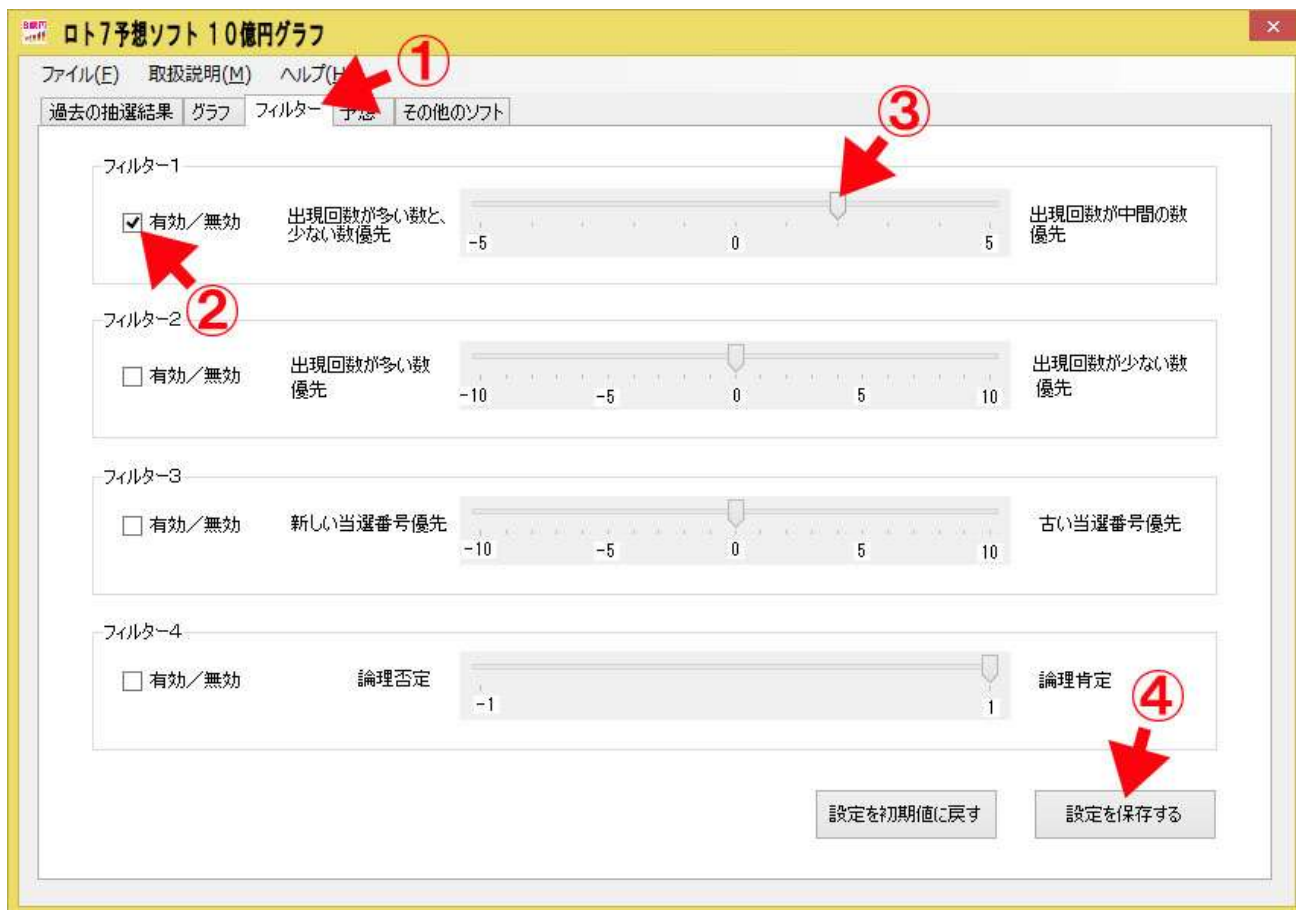 ロト7予想ソフト 10億円グラフ
ファイル(F) 取扱説明(M) ヘルプ(H
①
過去の抽選結果 グラフ フィルター 予想 その他のソフト
③
フィルター1
有効/無効
出現回数が多い数と、
少ない数優先
-5 0 5
出現回数が中間の数
優先
②
フィルター2
有効/無効
出現回数が多い数
優先
-10 -5 0 5 10
出現回数が少ない数
優先
フィルター3
有効/無効
新しい当選番号優先
-10 -5 0 5 10
古い当選番号優先
フィルター4
有効/無効
論理否定
-1 1
論理肯定
④
設定を初期値に戻す 設定を保存する